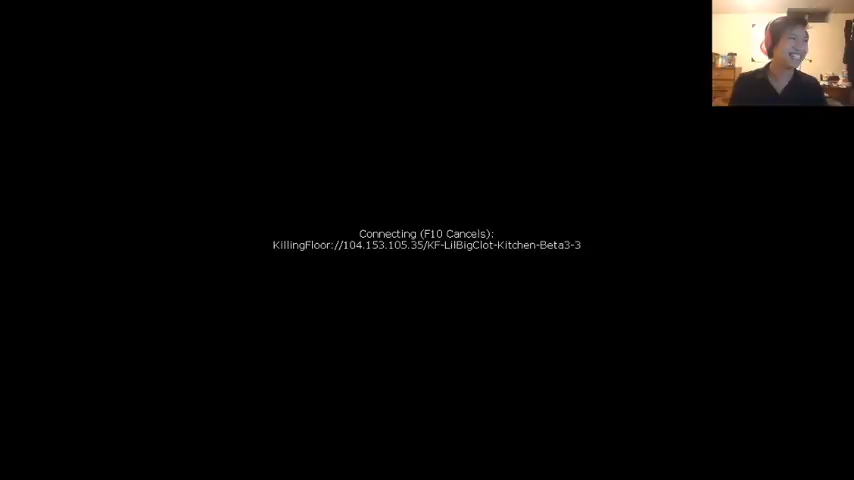 Connecting (F10 Cancels):
KillingFloor://104.153.105.35/KF-LilBigClot-Kitchen-Beta3-3